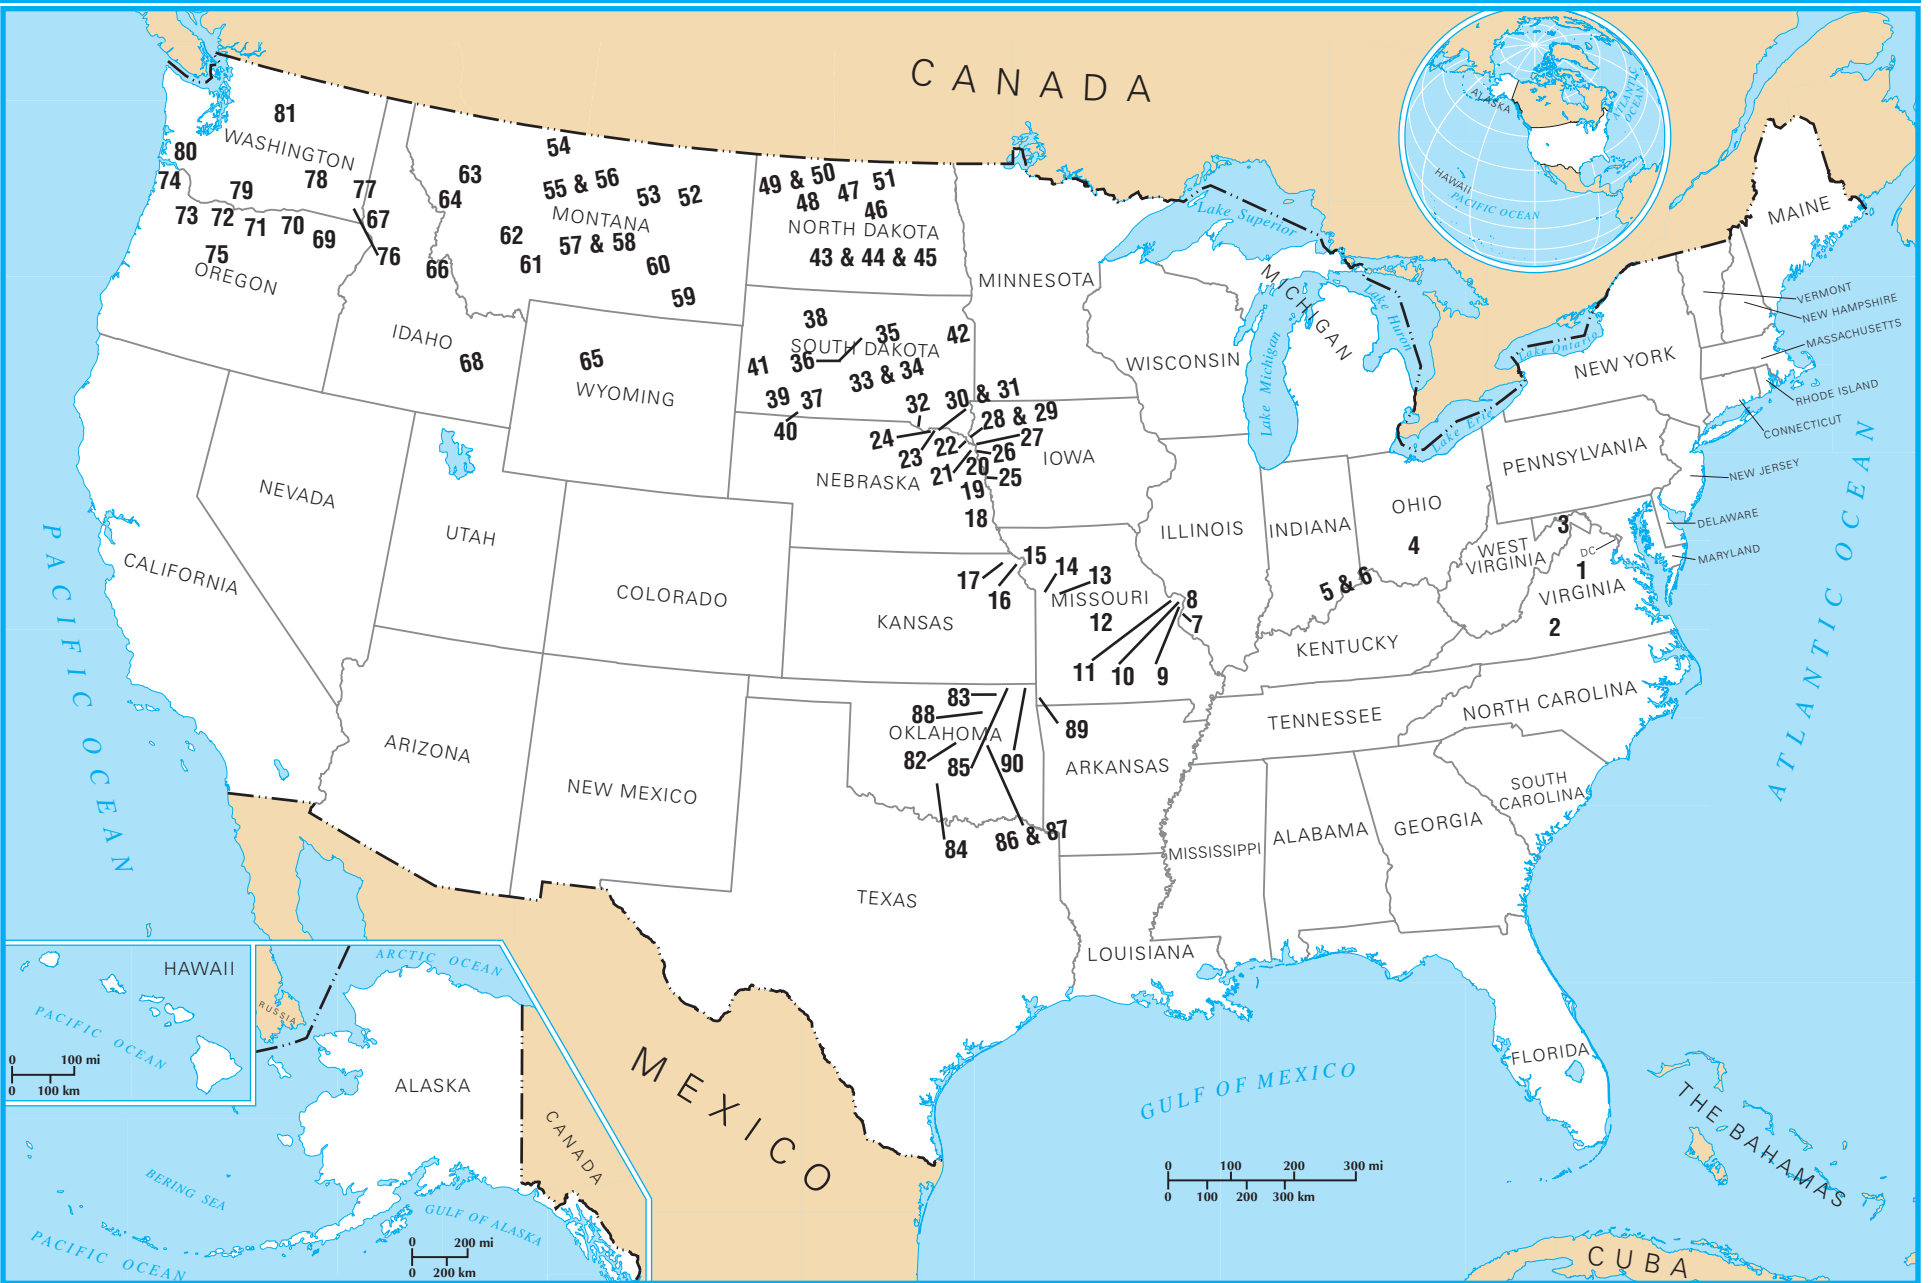 CANADA
ALASKA
ATLANTIC
OCEAN
HAWAII
PACIFIC OCEAN
81
WASHINGTON
80
74
79
78
77
73
72
71
70
69
67
76
75
OREGON
54
63
64
55 & 56
53
52
MONTANA
62
57 & 58
61
60
66
59
49 & 50
51
48
47
46
NORTH DAKOTA
43 & 44 & 45
MINNESOTA
Lake Superior
MICHIGAN
Lake Huron
Lake Michigan
Lake Ontario
Lake Erie
MAINE
VERMONT
NEW HAMPSHIRE
MASSACHUSETTS
NEW YORK
RHODE ISLAND
CONNECTICUT
IDAHO
68
65
WYOMING
38
35
42
SOUTH DAKOTA
36
41
33 & 34
39
37
40
32
30 & 31
28 & 29
24
23
22
27
26
21
20
25
19
18
NEBRASKA
IOWA
WISCONSIN
PENNSYLVANIA
NEW JERSEY
DELAWARE
MARYLAND
NEVADA
UTAH
CALIFORNIA
COLORADO
KANSAS
17
16
15
14
13
MISSOURI
12
8
7
11
10
9
ILLINOIS
INDIANA
OHIO
4
5 & 6
3
WEST
VIRGINIA
DC
1
VIRGINIA
2
KENTUCKY
TENNESSEE
NORTH CAROLINA
SOUTH
CAROLINA
ARIZONA
NEW MEXICO
83
88
OKLAHOMA
82
85
90
89
84
86 & 87
ARKANSAS
MISSISSIPPI
ALABAMA
GEORGIA
TEXAS
LOUISIANA
FLORIDA
PACIFIC OCEAN
ATLANTIC OCEAN
GULF OF MEXICO
MEXICO
THE BAHAMAS
CUBA
0 100 200 300 mi
0 100 200 300 km
HAWAII
PACIFIC OCEAN
0 100 mi
0 100 km
RUSSIA
ARCTIC OCEAN
ALASKA
CANADA
BERING SEA
GULF OF ALASKA
PACIFIC OCEAN
0 200 mi
0 200 km